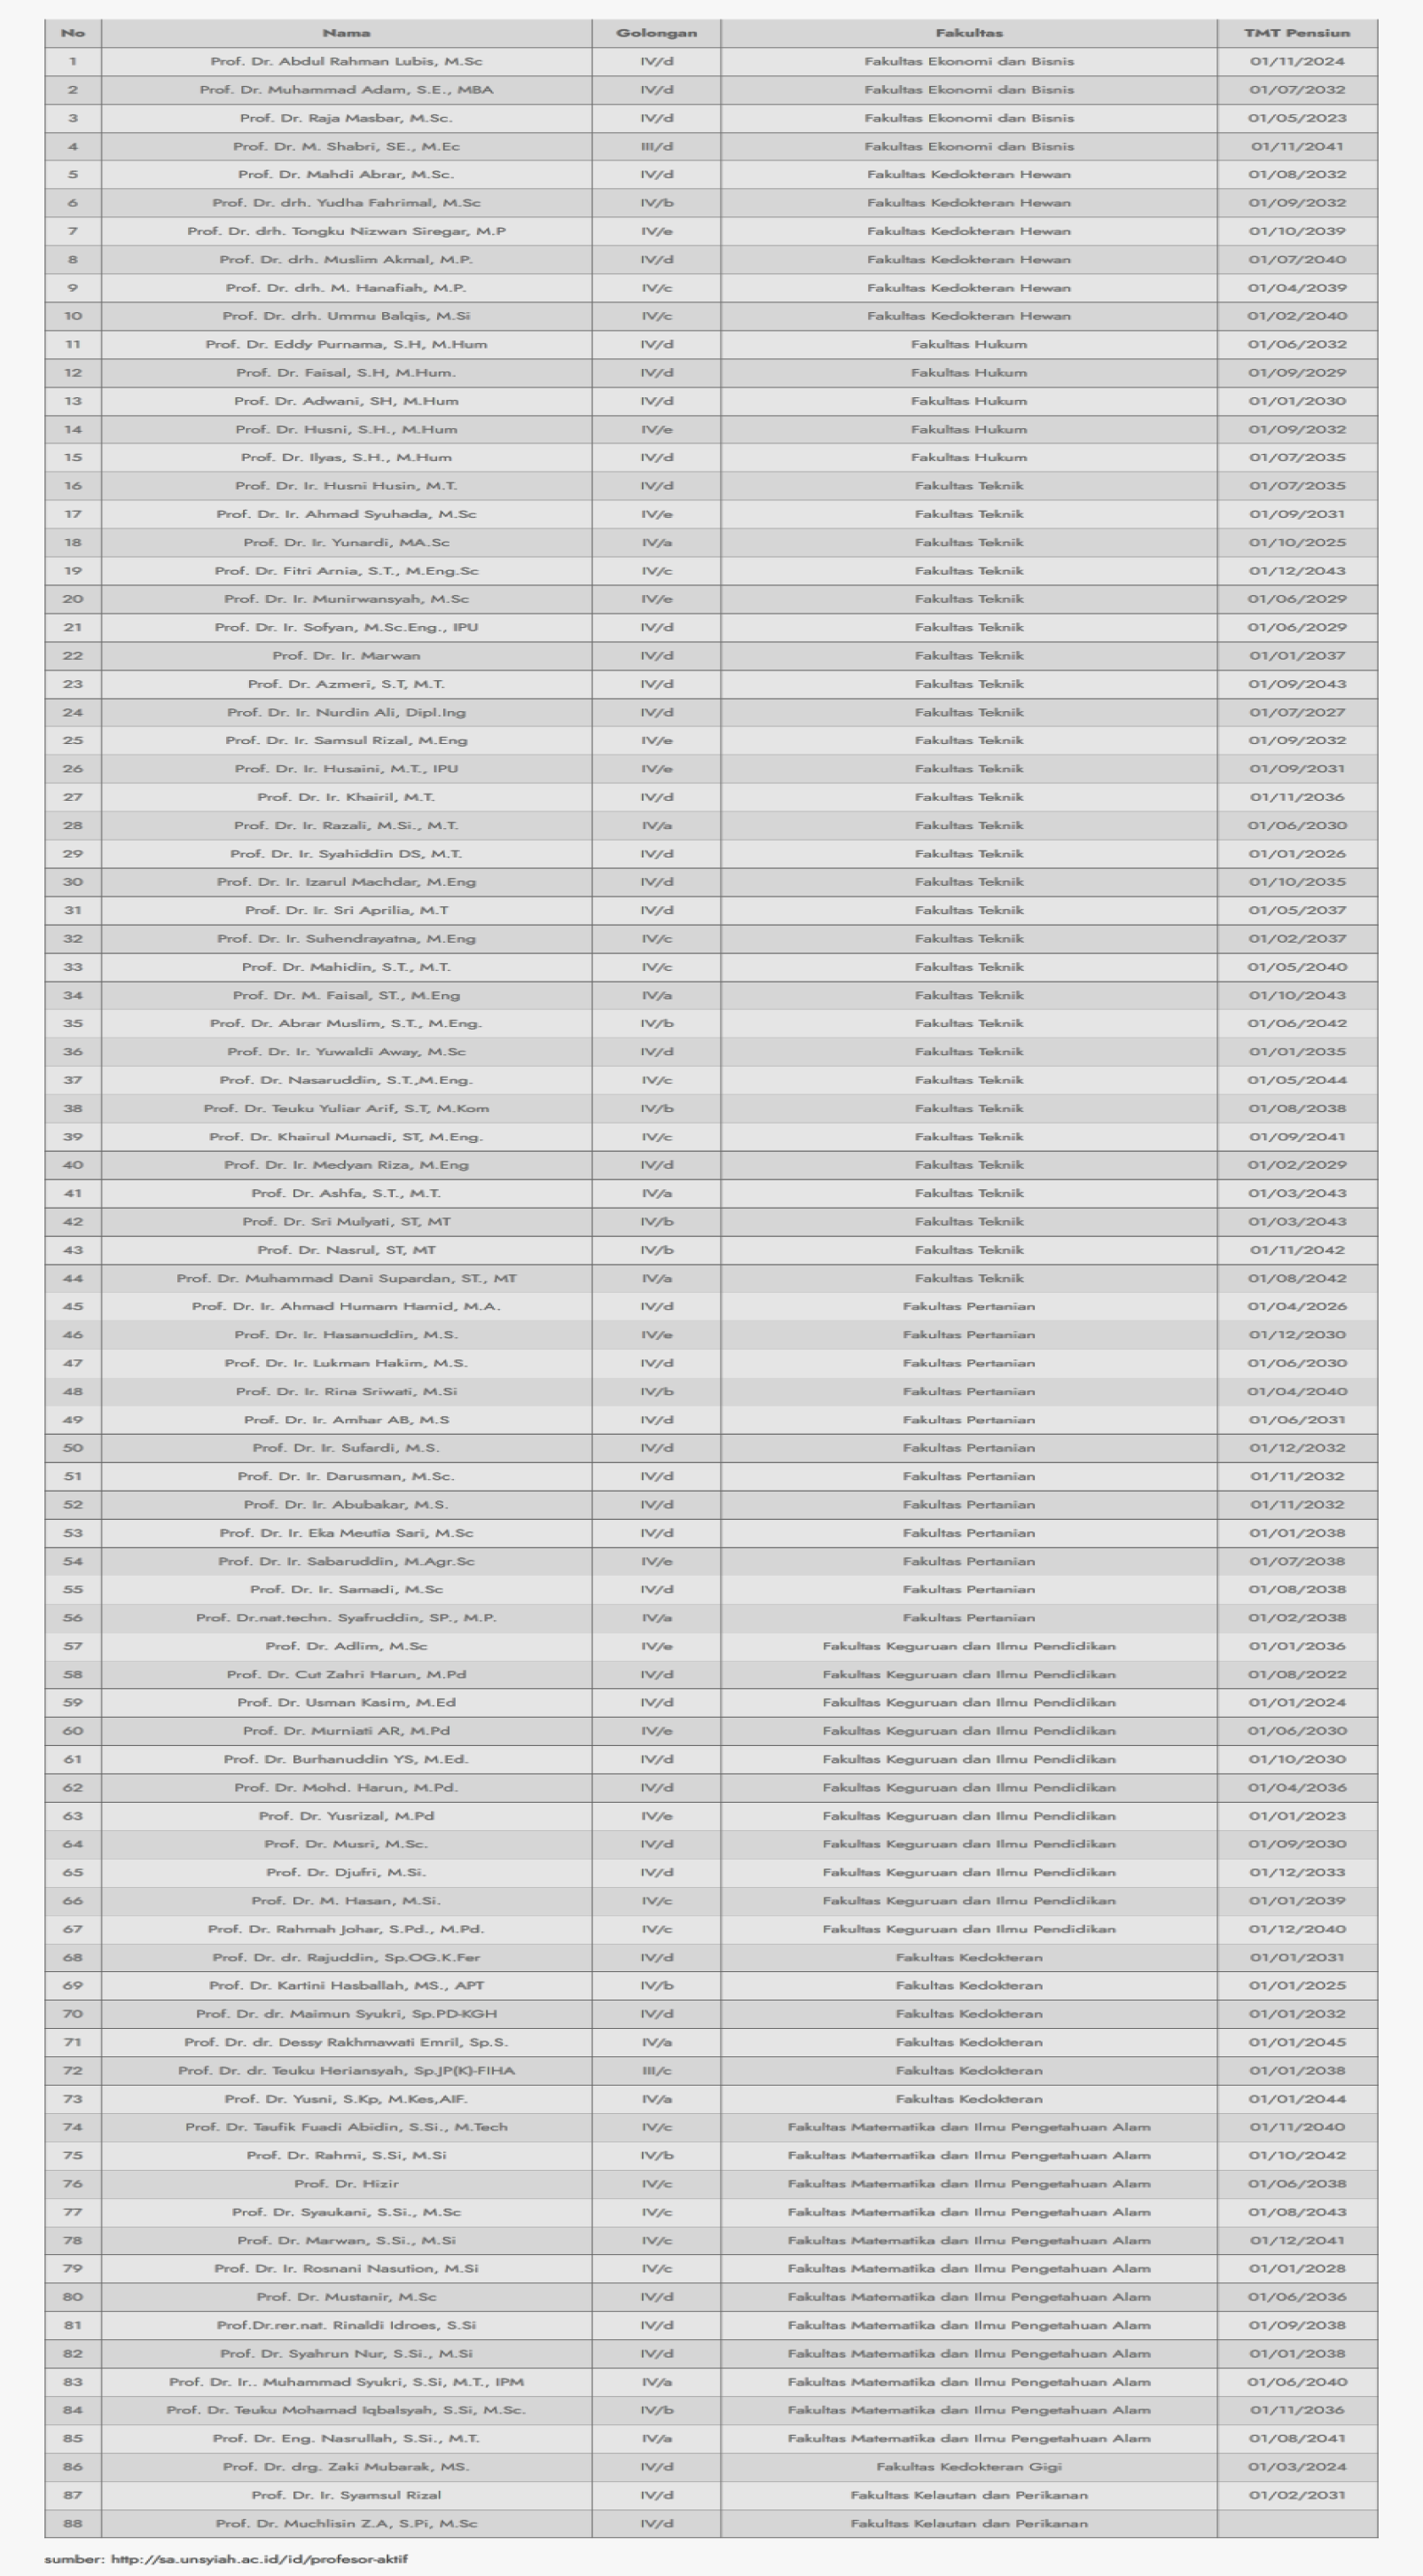 No Nama Golongan Fakultas TMT Pensiun
1 Prof. Dr. Abdul Rahman Lubis, M.Sc IV/d Fakultas Ekonomi dan Bisnis 01/11/2024
2 Prof. Dr. Muhammad Adam, S.E., MBA IV/d Fakultas Ekonomi dan Bisnis 01/07/2032
3 Prof. Dr. Raja Masbar, M.Sc. IV/d Fakultas Ekonomi dan Bisnis 01/05/2023
4 Prof. Dr. M. Shabri, SE., M.Ec III/d Fakultas Ekonomi dan Bisnis 01/11/2041
5 Prof. Dr. Mahdi Abrar, M.Sc. IV/d Fakultas Kedokteran Hewan 01/08/2032
6 Prof. Dr. drh. Yudha Fahrimal, M.Sc IV/b Fakultas Kedokteran Hewan 01/09/2032
7 Prof. Dr. drh. Tongku Nizwan Siregar, M.P IV/e Fakultas Kedokteran Hewan 01/10/2039
8 Prof. Dr. drh. Muslim Akmal, M.P. IV/d Fakultas Kedokteran Hewan 01/07/2040
9 Prof. Dr. drh. M. Hanafiah, M.P. IV/c Fakultas Kedokteran Hewan 01/04/2039
10 Prof. Dr. drh. Ummu Balqis, M.Si IV/c Fakultas Kedokteran Hewan 01/02/2040
11 Prof. Dr. Eddy Purnama, S.H, M.Hum IV/d Fakultas Hukum 01/06/2032
12 Prof. Dr. Faisal, S.H, M.Hum. IV/d Fakultas Hukum 01/09/2029
13 Prof. Dr. Adwani, SH, M.Hum IV/d Fakultas Hukum 01/01/2030
14 Prof. Dr. Husni, S.H., M.Hum IV/e Fakultas Hukum 01/09/2032
15 Prof. Dr. Ilyas, S.H., M.Hum IV/d Fakultas Hukum 01/07/2035
16 Prof. Dr. Ir. Husni Husin, M.T. IV/d Fakultas Teknik 01/07/2035
17 Prof. Dr. Ir. Ahmad Syuhada, M.Sc IV/e Fakultas Teknik 01/09/2031
18 Prof. Dr. Ir. Yunardi, MA.Sc IV/a Fakultas Teknik 01/10/2025
19 Prof. Dr. Fitri Arnia, S.T., M.Eng.Sc IV/c Fakultas Teknik 01/12/2043
20 Prof. Dr. Ir. Munirwansyah, M.Sc IV/e Fakultas Teknik 01/06/2029
21 Prof. Dr. Ir. Sofyan, M.Sc.Eng., IPU IV/d Fakultas Teknik 01/06/2029
22 Prof. Dr. Ir. Marwan IV/d Fakultas Teknik 01/01/2037
23 Prof. Dr. Azmeri, S.T, M.T. IV/d Fakultas Teknik 01/09/2043
24 Prof. Dr. Ir. Nurdin Ali, Dipl.Ing IV/d Fakultas Teknik 01/07/2027
25 Prof. Dr. Ir. Samsul Rizal, M.Eng IV/e Fakultas Teknik 01/09/2032
26 Prof. Dr. Ir. Husaini, M.T., IPU IV/e Fakultas Teknik 01/09/2031
27 Prof. Dr. Ir. Khairil, M.T. IV/d Fakultas Teknik 01/11/2036
28 Prof. Dr. Ir. Razali, M.Si., M.T. IV/a Fakultas Teknik 01/06/2030
29 Prof. Dr. Ir. Syahiddin DS, M.T. IV/d Fakultas Teknik 01/01/2026
30 Prof. Dr. Ir. Izarul Machdar, M.Eng IV/d Fakultas Teknik 01/10/2035
31 Prof. Dr. Ir. Sri Aprilia, M.T IV/d Fakultas Teknik 01/05/2037
32 Prof. Dr. Ir. Suhendrayatna, M.Eng IV/c Fakultas Teknik 01/02/2037
33 Prof. Dr. Mahidin, S.T., M.T. IV/c Fakultas Teknik 01/05/2040
34 Prof. Dr. M. Faisal, ST., M.Eng IV/a Fakultas Teknik 01/10/2043
35 Prof. Dr. Abrar Muslim, S.T., M.Eng. IV/b Fakultas Teknik 01/06/2042
36 Prof. Dr. Ir. Yuwaldi Away, M.Sc IV/d Fakultas Teknik 01/01/2035
37 Prof. Dr. Nasaruddin, S.T.,M.Eng. IV/c Fakultas Teknik 01/05/2044
38 Prof. Dr. Teuku Yuliar Arif, S.T, M.Kom IV/b Fakultas Teknik 01/08/2038
39 Prof. Dr. Khairul Munadi, ST, M.Eng. IV/c Fakultas Teknik 01/09/2041
40 Prof. Dr. Ir. Medyan Riza, M.Eng IV/d Fakultas Teknik 01/02/2029
41 Prof. Dr. Ashfa, S.T., M.T. IV/a Fakultas Teknik 01/03/2043
42 Prof. Dr. Sri Mulyati, ST, MT IV/b Fakultas Teknik 01/03/2043
43 Prof. Dr. Nasrul, ST, MT IV/b Fakultas Teknik 01/11/2042
44 Prof. Dr. Muhammad Dani Supardan, ST., MT IV/a Fakultas Teknik 01/08/2042
45 Prof. Dr. Ir. Ahmad Humam Hamid, M.A. IV/d Fakultas Pertanian 01/04/2026
46 Prof. Dr. Ir. Hasanuddin, M.S. IV/e Fakultas Pertanian 01/12/2030
47 Prof. Dr. Ir. Lukman Hakim, M.S. IV/d Fakultas Pertanian 01/06/2030
48 Prof. Dr. Ir. Rina Sriwati, M.Si IV/b Fakultas Pertanian 01/04/2040
49 Prof. Dr. Ir. Amhar AB, M.S IV/d Fakultas Pertanian 01/06/2031
50 Prof. Dr. Ir. Sufardi, M.S. IV/d Fakultas Pertanian 01/12/2032
51 Prof. Dr. Ir. Darusman, M.Sc. IV/d Fakultas Pertanian 01/11/2032
52 Prof. Dr. Ir. Abubakar, M.S. IV/d Fakultas Pertanian 01/11/2032
53 Prof. Dr. Ir. Eka Meutia Sari, M.Sc IV/d Fakultas Pertanian 01/01/2038
54 Prof. Dr. Ir. Sabaruddin, M.Agr.Sc IV/e Fakultas Pertanian 01/07/2038
55 Prof. Dr. Ir. Samadi, M.Sc IV/d Fakultas Pertanian 01/08/2038
56 Prof. Dr.nat.techn. Syafruddin, SP., M.P. IV/a Fakultas Pertanian 01/02/2038
57 Prof. Dr. Adlim, M.Sc IV/e Fakultas Keguruan dan Ilmu Pendidikan 01/01/2036
58 Prof. Dr. Cut Zahri Harun, M.Pd IV/d Fakultas Keguruan dan Ilmu Pendidikan 01/08/2022
59 Prof. Dr. Usman Kasim, M.Ed IV/d Fakultas Keguruan dan Ilmu Pendidikan 01/01/2024
60 Prof. Dr. Murniati AR, M.Pd IV/e Fakultas Keguruan dan Ilmu Pendidikan 01/06/2030
61 Prof. Dr. Burhanuddin YS, M.Ed. IV/d Fakultas Keguruan dan Ilmu Pendidikan 01/10/2030
62 Prof. Dr. Mohd. Harun, M.Pd. IV/d Fakultas Keguruan dan Ilmu Pendidikan 01/04/2036
63 Prof. Dr. Yusrizal, M.Pd IV/e Fakultas Keguruan dan Ilmu Pendidikan 01/01/2023
64 Prof. Dr. Musri, M.Sc. IV/d Fakultas Keguruan dan Ilmu Pendidikan 01/09/2030
65 Prof. Dr. Djufri, M.Si. IV/d Fakultas Keguruan dan Ilmu Pendidikan 01/12/2033
66 Prof. Dr. M. Hasan, M.Si. IV/c Fakultas Keguruan dan Ilmu Pendidikan 01/01/2039
67 Prof. Dr. Rahmah Johar, S.Pd., M.Pd. IV/c Fakultas Keguruan dan Ilmu Pendidikan 01/12/2040
68 Prof. Dr. dr. Rajuddin, Sp.OG.K.Fer IV/d Fakultas Kedokteran 01/01/2031
69 Prof. Dr. Kartini Hasballah, MS., APT IV/b Fakultas Kedokteran 01/01/2025
70 Prof. Dr. dr. Maimun Syukri, Sp.PD-KGH IV/d Fakultas Kedokteran 01/01/2032
71 Prof. Dr. dr. Dessy Rakhmawati Emril, Sp.S. IV/a Fakultas Kedokteran 01/01/2045
72 Prof. Dr. dr. Teuku Heriansyah, Sp.JP(K)-FIHA III/c Fakultas Kedokteran 01/01/2038
73 Prof. Dr. Yusni, S.Kp, M.Kes,AIF. IV/a Fakultas Kedokteran 01/01/2044
74 Prof. Dr. Taufik Fuadi Abidin, S.Si., M.Tech IV/c Fakultas Matematika dan Ilmu Pengetahuan Alam 01/11/2040
75 Prof. Dr. Rahmi, S.Si, M.Si IV/b Fakultas Matematika dan Ilmu Pengetahuan Alam 01/10/2042
76 Prof. Dr. Hizir IV/c Fakultas Matematika dan Ilmu Pengetahuan Alam 01/06/2038
77 Prof. Dr. Syaukani, S.Si., M.Sc IV/c Fakultas Matematika dan Ilmu Pengetahuan Alam 01/08/2043
78 Prof. Dr. Marwan, S.Si., M.Si IV/c Fakultas Matematika dan Ilmu Pengetahuan Alam 01/12/2041
79 Prof. Dr. Ir. Rosnani Nasution, M.Si IV/c Fakultas Matematika dan Ilmu Pengetahuan Alam 01/01/2028
80 Prof. Dr. Mustanir, M.Sc IV/d Fakultas Matematika dan Ilmu Pengetahuan Alam 01/06/2036
81 Prof.Dr.rer.nat. Rinaldi Idroes, S.Si IV/d Fakultas Matematika dan Ilmu Pengetahuan Alam 01/09/2038
82 Prof. Dr. Syahrun Nur, S.Si., M.Si IV/d Fakultas Matematika dan Ilmu Pengetahuan Alam 01/01/2038
83 Prof. Dr. Ir.. Muhammad Syukri, S.Si, M.T., IPM IV/a Fakultas Matematika dan Ilmu Pengetahuan Alam 01/06/2040
84 Prof. Dr. Teuku Mohamad Iqbalsyah, S.Si, M.Sc. IV/b Fakultas Matematika dan Ilmu Pengetahuan Alam 01/11/2036
85 Prof. Dr. Eng. Nasrullah, S.Si., M.T. IV/a Fakultas Matematika dan Ilmu Pengetahuan Alam 01/08/2041
86 Prof. Dr. drg. Zaki Mubarak, MS. IV/d Fakultas Kedokteran Gigi 01/03/2024
87 Prof. Dr. Ir. Syamsul Rizal IV/d Fakultas Kelautan dan Perikanan 01/02/2031
88 Prof. Dr. Muchlisin Z.A, S.Pi, M.Sc IV/d Fakultas Kelautan dan Perikanan
sumber: http://sa.unsyiah.ac.id/id/profesor-aktif